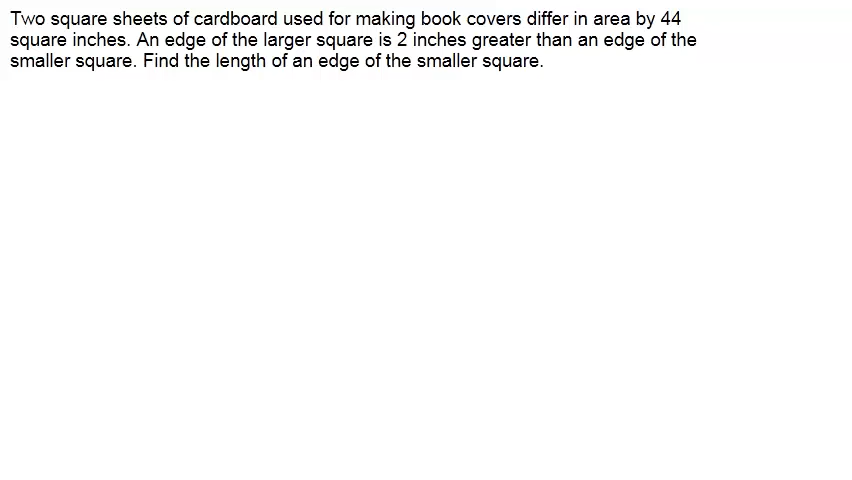 Two square sheets of cardboard used for making book covers differ in area by 44
square inches. An edge of the larger square is 2 inches greater than an edge of the
smaller square. Find the length of an edge of the smaller square.